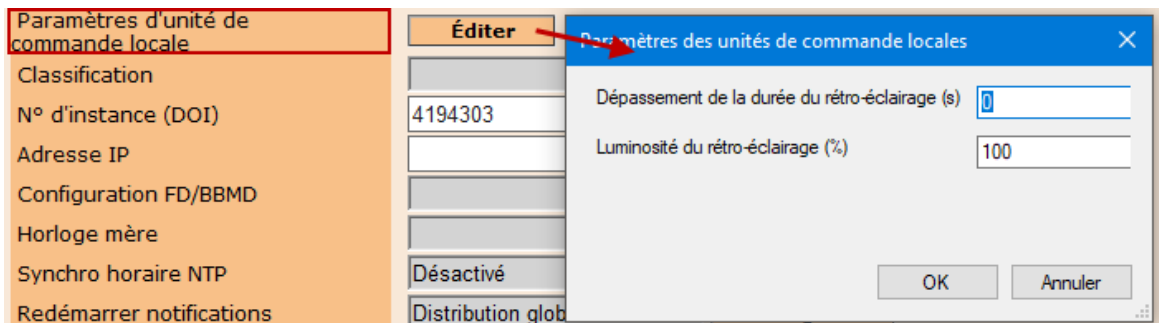 Paramètres d'unité de
commande locale
Éditer
Classification
N° d'instance (DOI)
4194303
Adresse IP
Configuration FD/BBMD
Horloge mère
Synchro horaire NTP
Désactivé
Redémarrer notifications
Distribution glob
Paramètres des unités de commande locales
Dépassement de la durée du rétro-éclairage (s)
0
Luminosité du rétro-éclairage (%)
100
OK
Annuler